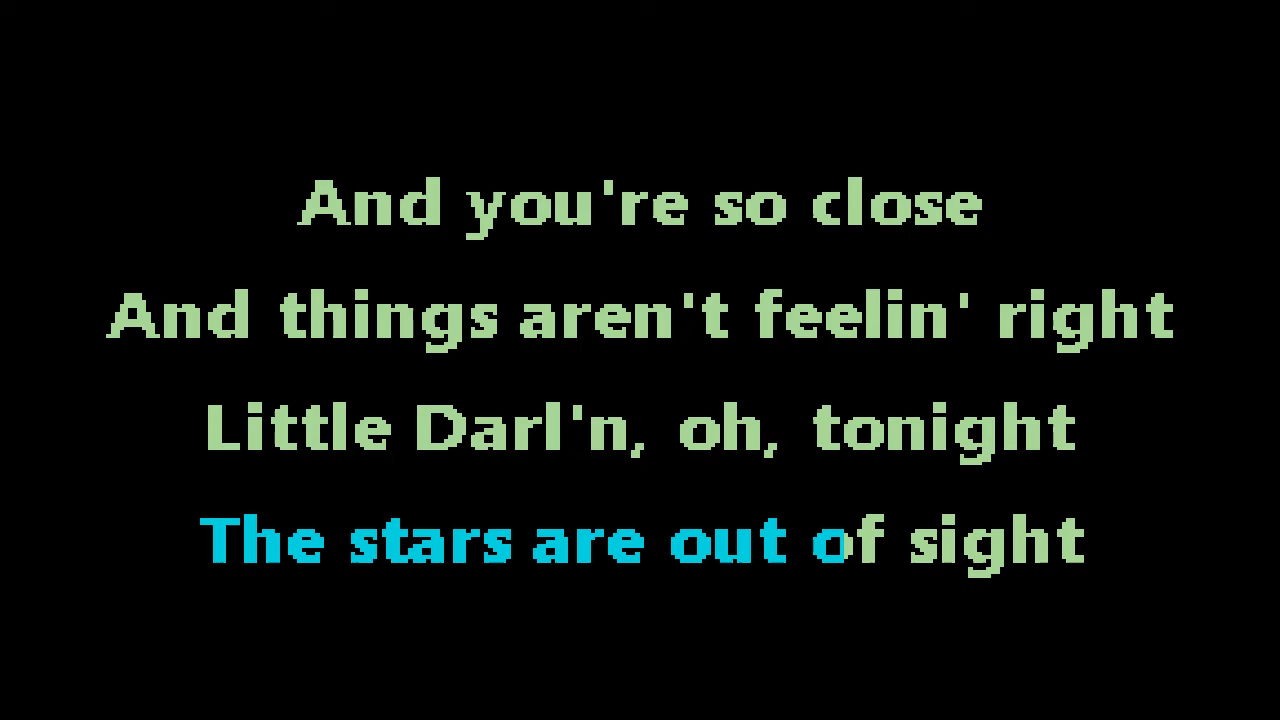 And you're so close
And things aren't feelin' right
Little Darl'n, oh, tonight
The stars are out of sight